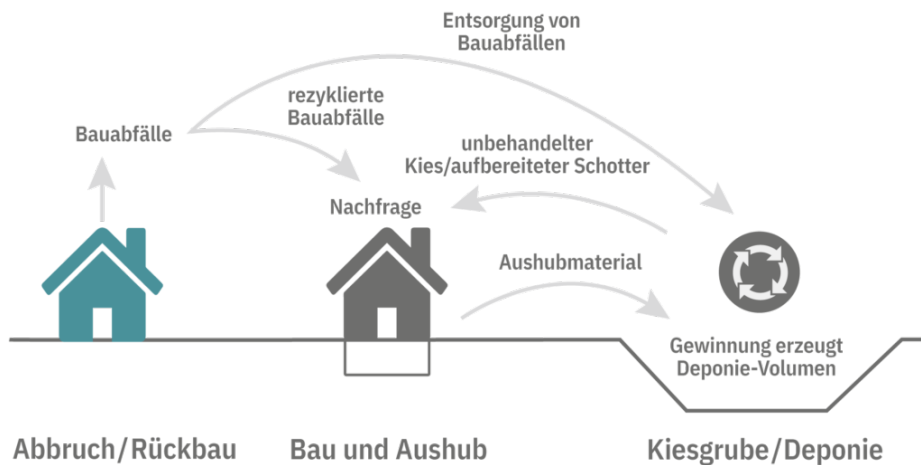 Entsorgung von
Bauabfällen
rezyklierte
Bauabfälle
Bauabfälle
unbehandelter
Kies/aufbereiteter Schotter
Nachfrage
Aushubmaterial
Gewinnung erzeugt
Deponie-Volumen
Abbruch/Rückbau
Bau und Aushub
Kiesgrube/Deponie